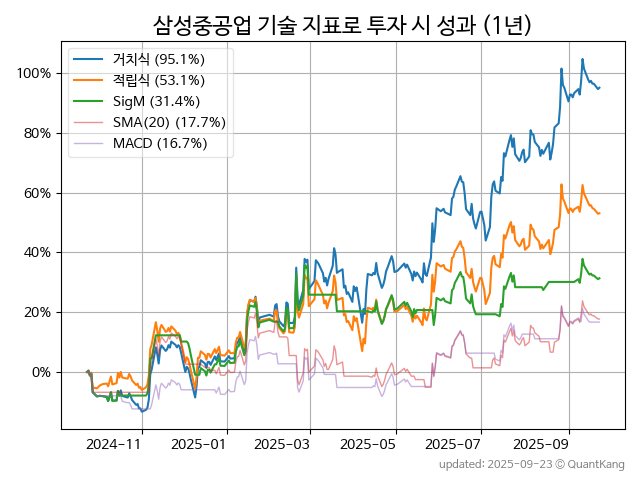 삼성중공업 기술 지표로 투자 시 성과 (1년)
거치식 (95.1%)
적립식 (53.1%)
SigM (31.4%)
SMA(20) (17.7%)
MACD (16.7%)
100%
80%
60%
40%
20%
0%
2024-11
2025-01
2025-03
2025-05
2025-07
2025-09
updated: 2025-09-23 © QuantKang